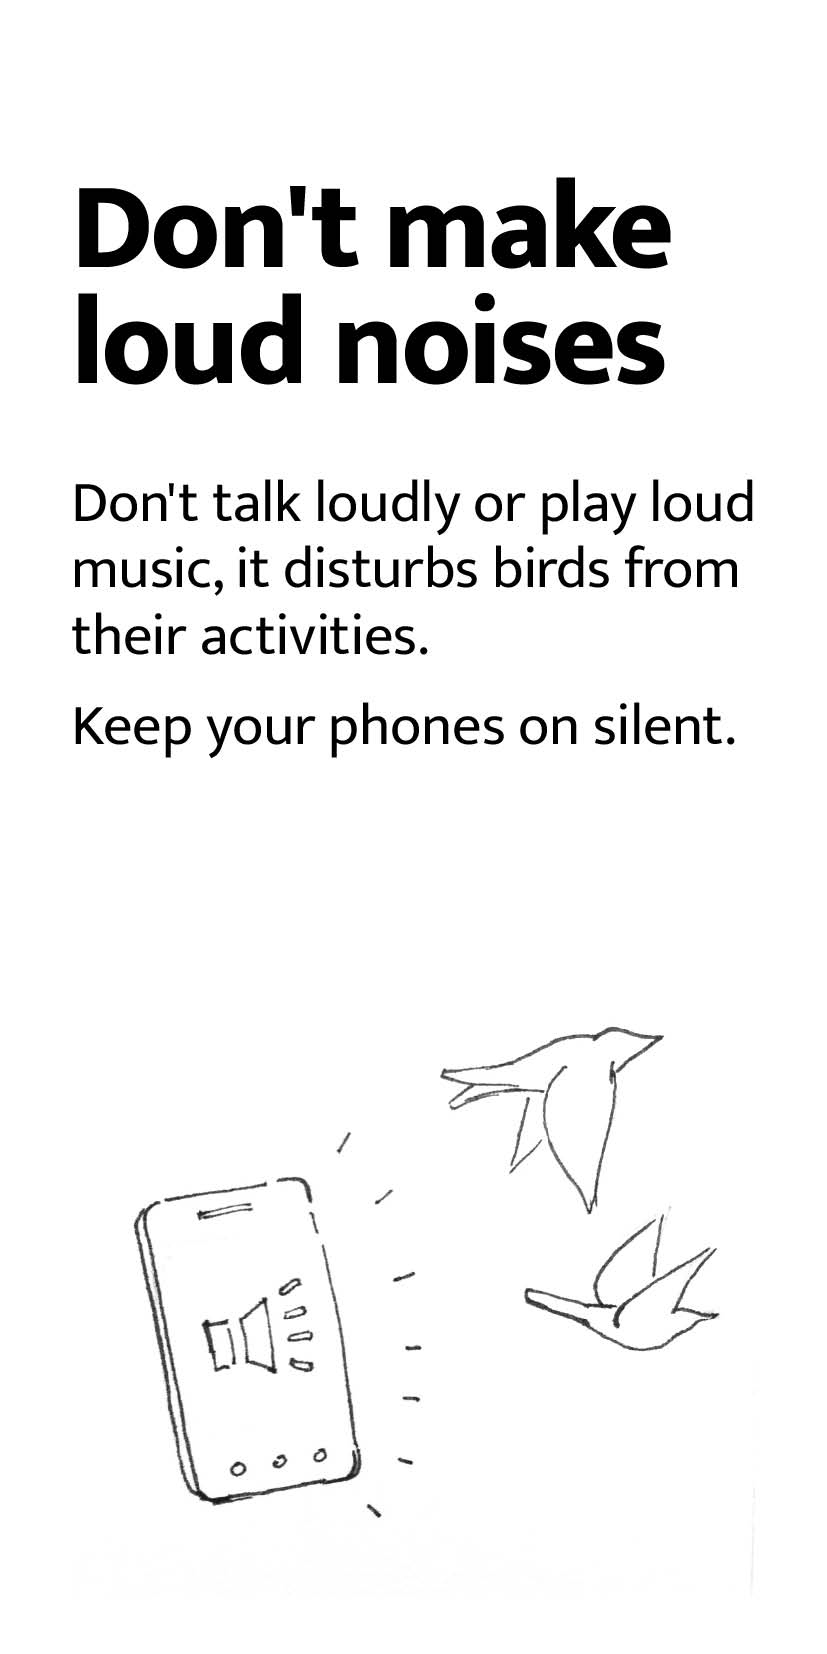 Don't make
loud noises
Don't talk loudly or play loud
music, it disturbs birds from
their activities.
Keep your phones on silent.